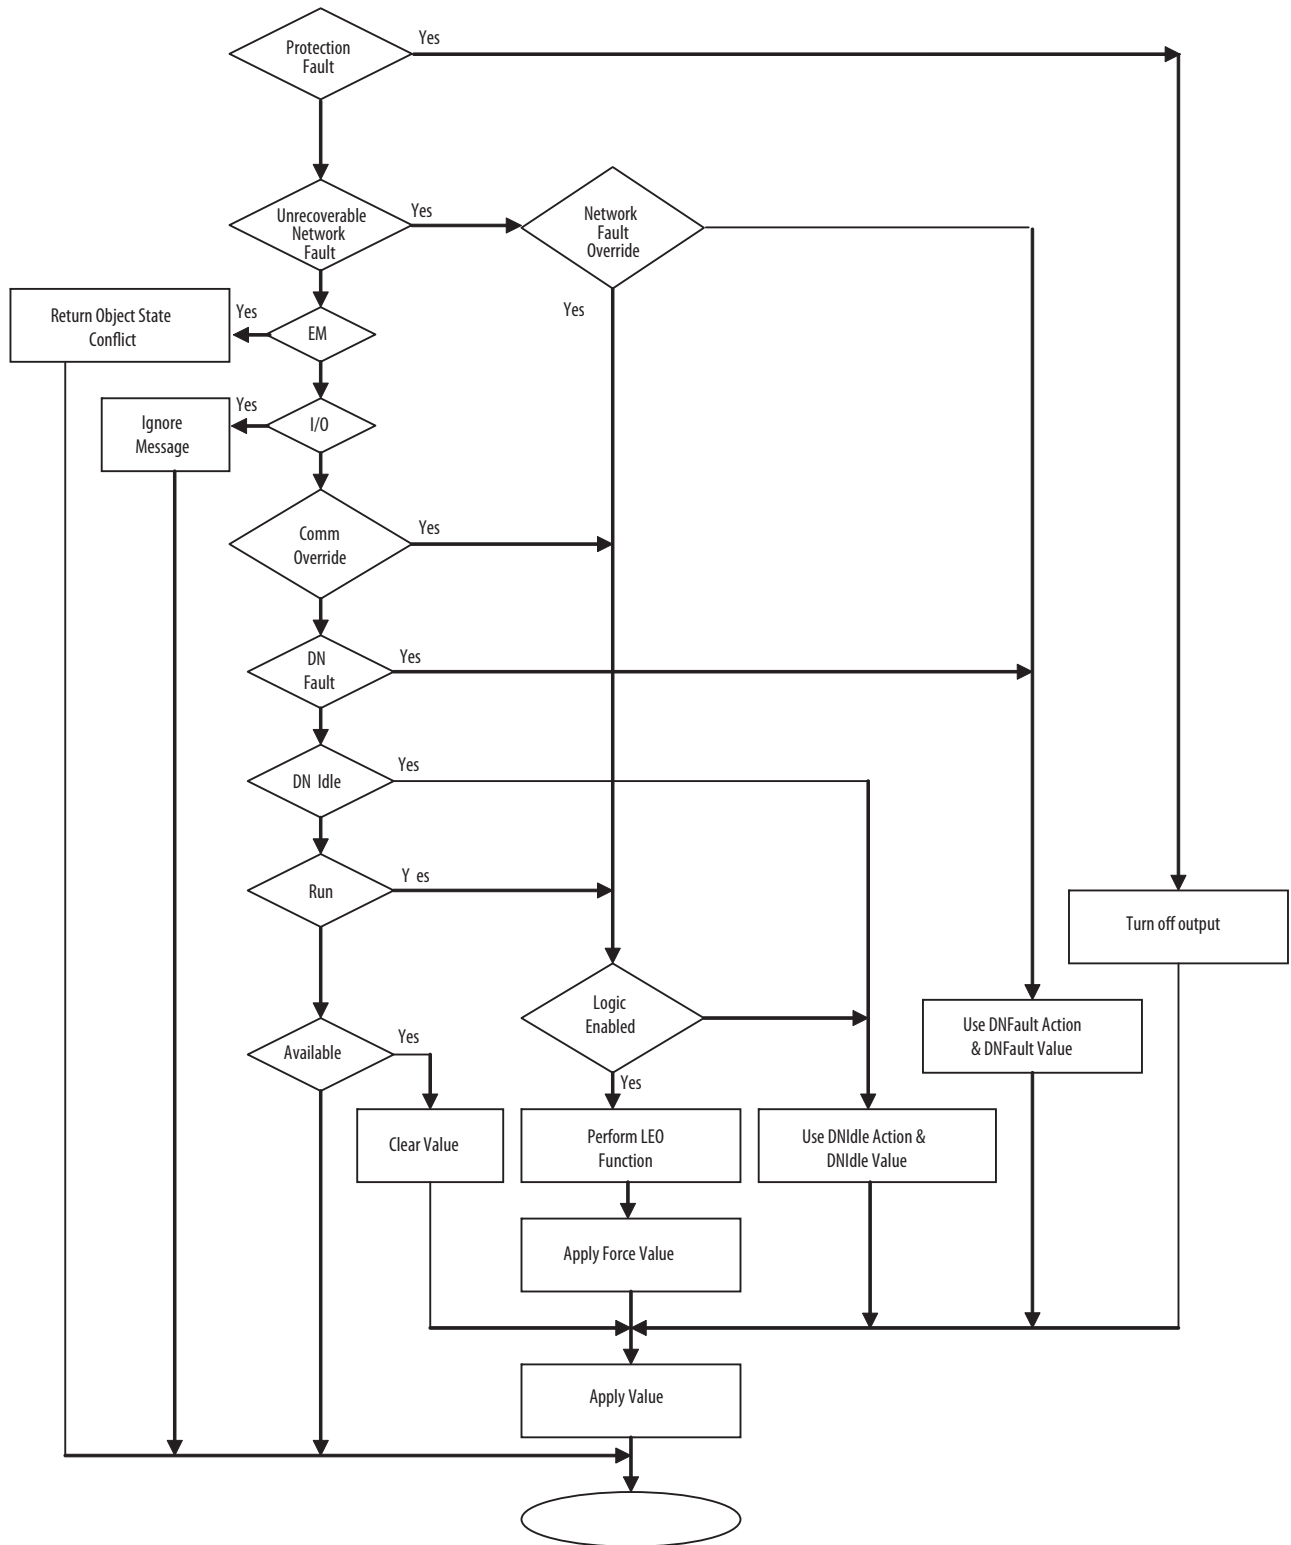 Protection
Fault
Yes
Unrecoverable
Network
Fault
Yes
Network
Fault
Override
Yes
Return Object State
Conflict
Yes
EM
Ignore
Message
Yes
I/O
Comm
Override
Yes
DN
Fault
Yes
DN Idle
Yes
Run
Y es
Turn off output
Logic
Enabled
Yes
Use DNFault Action
& DNFault Value
Available
Yes
Clear Value
Perform LEO
Function
Use DNIdle Action &
DNIdle Value
Apply Force Value
Apply Value